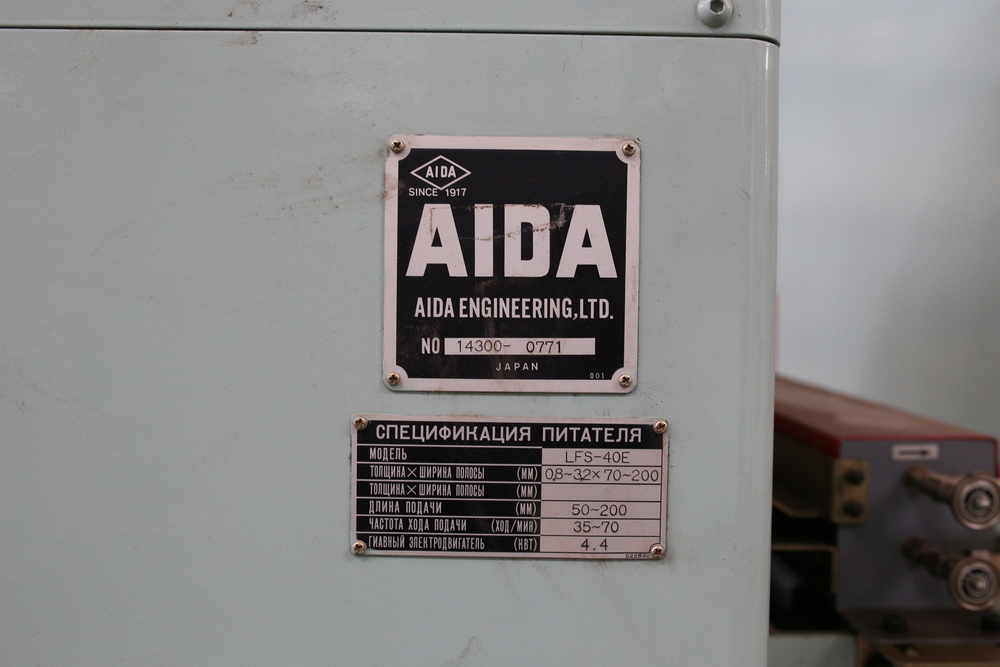 AIDA
SINCE 1917
AIDA
AIDA ENGINEERING,LTD.
NO 14300- 0771
JAPAN
001
СПЕЦИФИКАЦИЯ ПИТАТЕЛЯ
МОДЕЛЬ LFS-40E
ТОЛЩИНА×ШИРИНА ПОЛОСЫ (ММ) 0,8~3,2×70~200
ТОЛЩИНА×ШИРИНА ПОЛОСЫ (ММ)
ДЛИНА ПОДАЧИ (ММ) 50~200
ЧАСТОТА ХОДА ПОДАЧИ (ХОД/МИН) 35~70
ГИАВНЫЙ ЭЛЕКТРОДВИГАТЕЛЬ (КВТ) 4.4